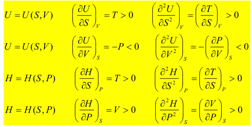 U = U(S,V) (∂U/∂S)_V = T > 0 (∂²U/∂S²)_V = (∂T/∂S)_V > 0
U = U(S,V) (∂U/∂V)_S = −P < 0 (∂²U/∂V²)_S = −(∂P/∂V)_S < 0
H = H(S,P) (∂H/∂S)_P = T > 0 (∂²H/∂S²)_P = (∂T/∂S)_P > 0
H = H(S,P) (∂H/∂P)_S = V > 0 (∂²H/∂P²)_S = (∂V/∂P)_S > 0